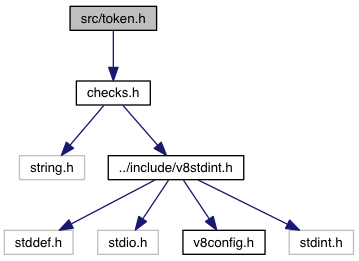 src/token.h
checks.h
string.h
../include/v8stdint.h
stddef.h
stdio.h
v8config.h
stdint.h